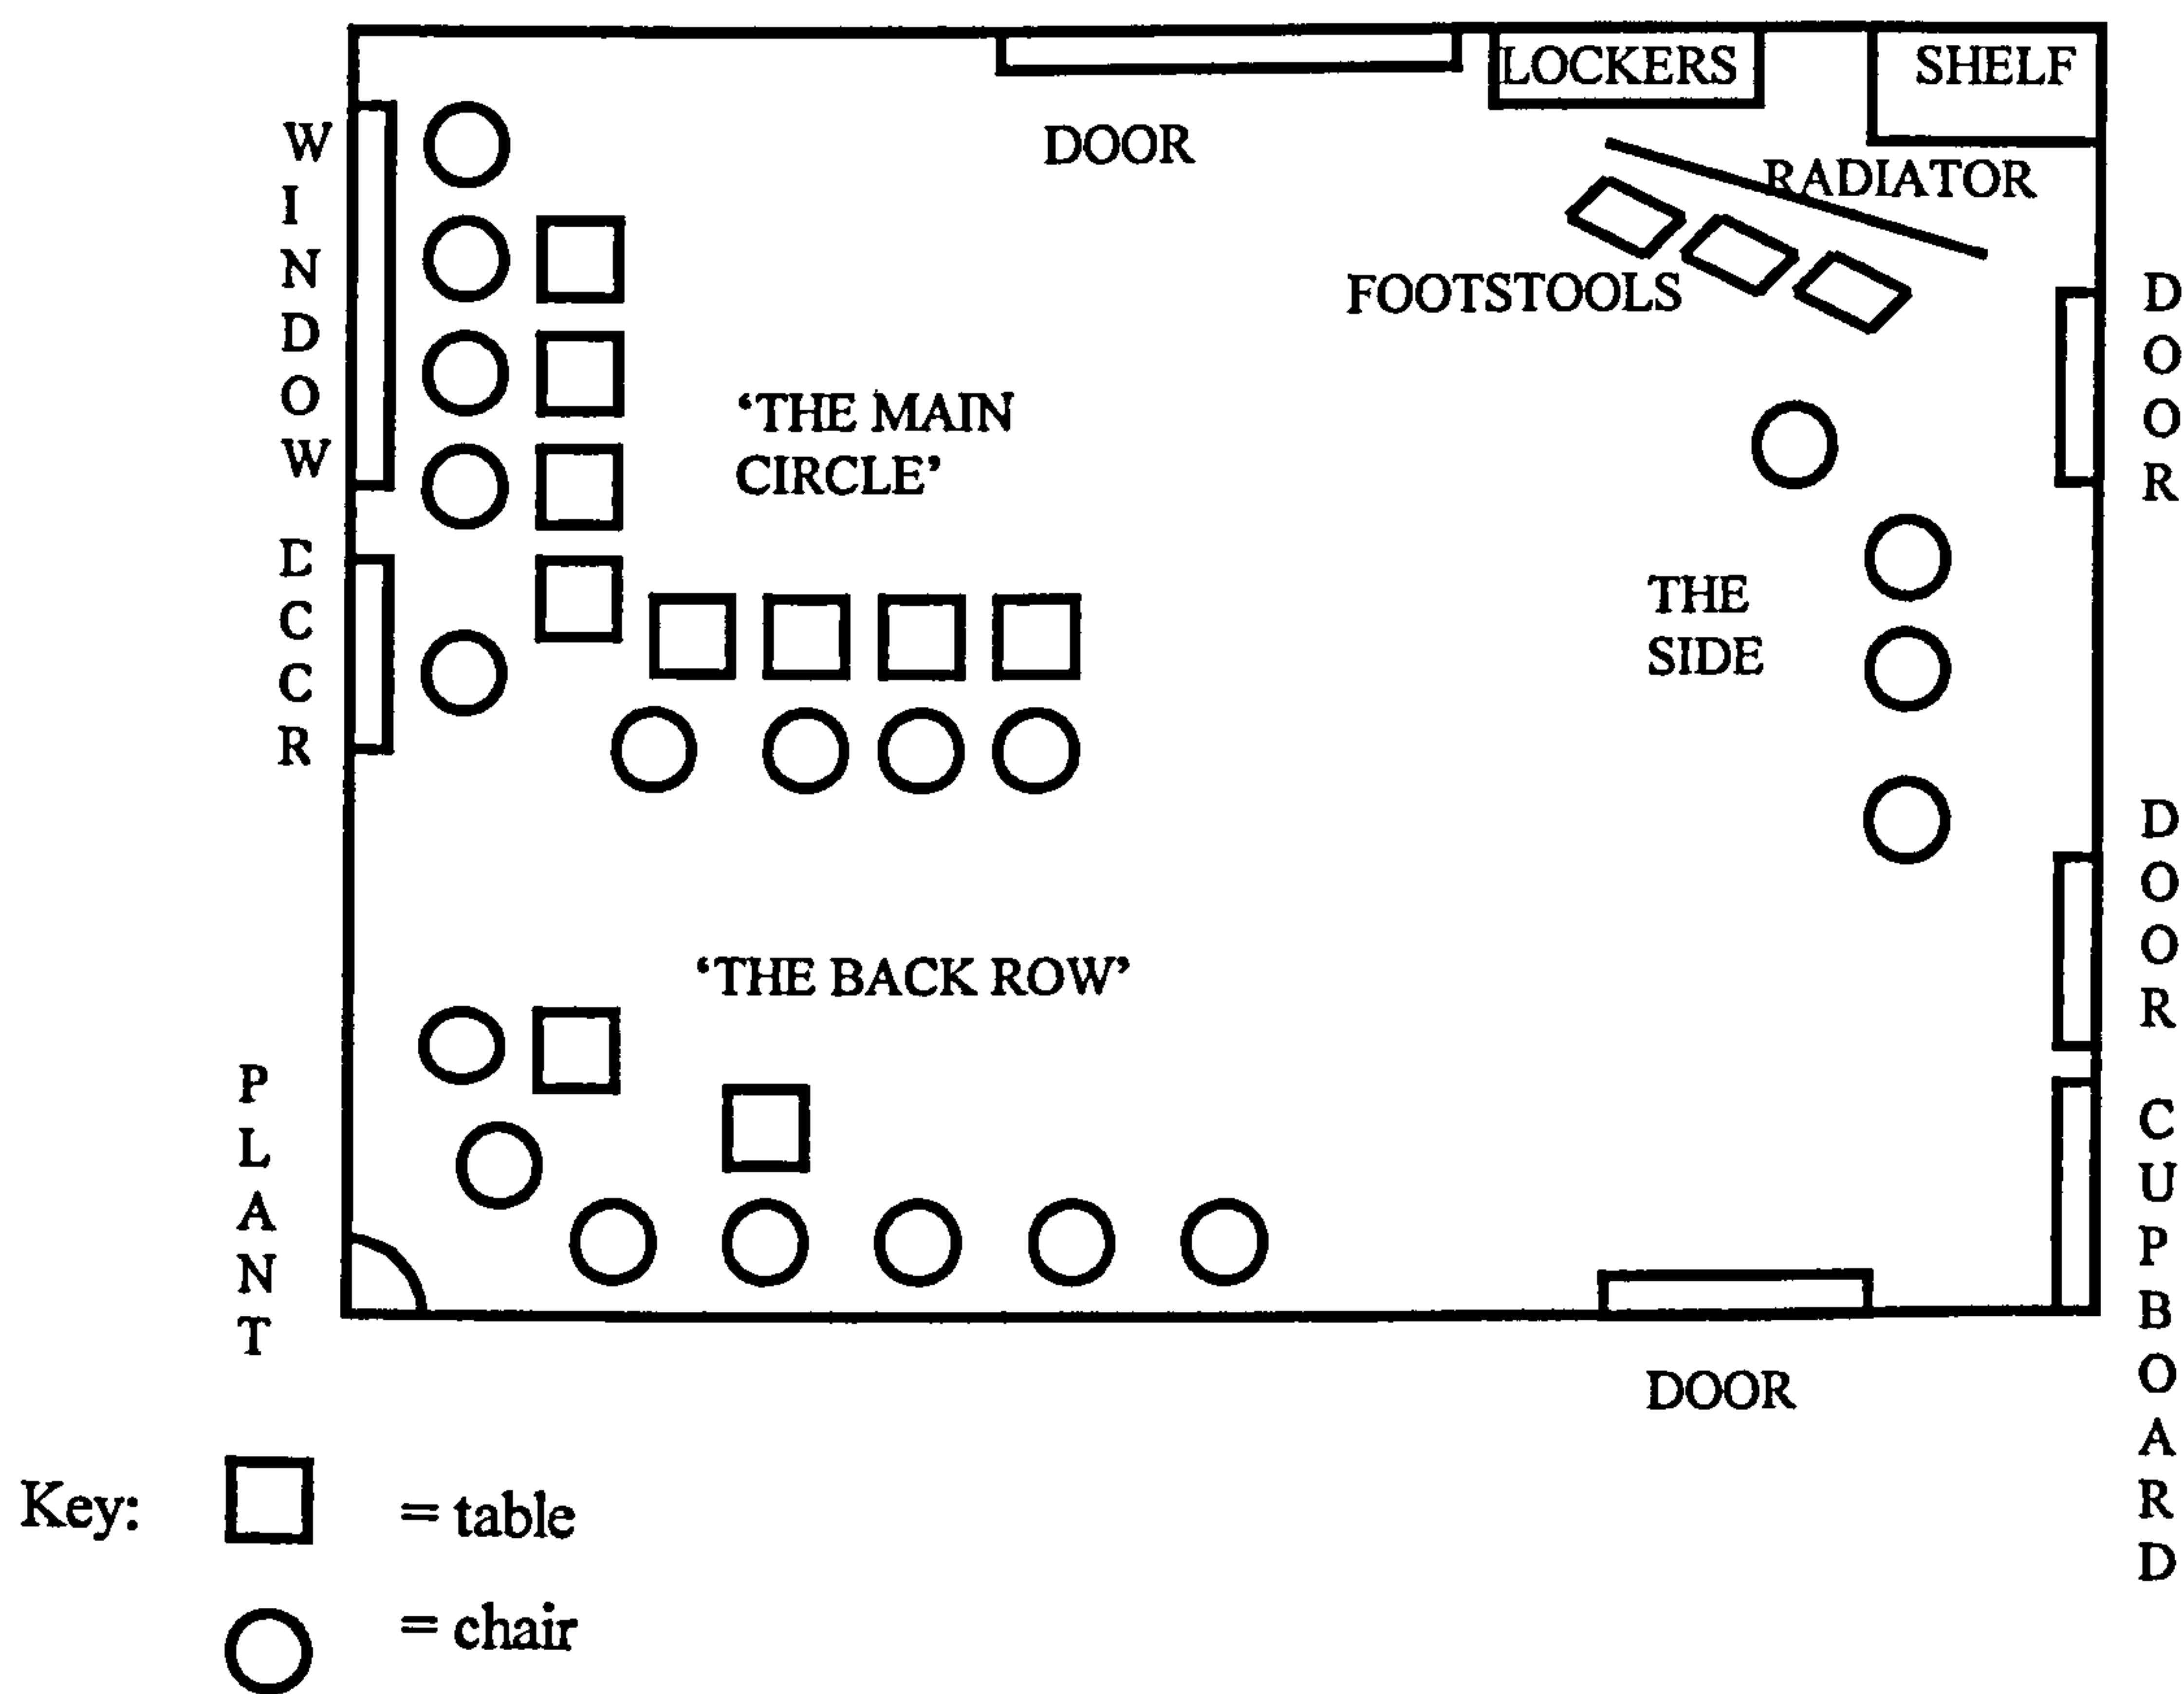 LOCKERS
SHELF
DOOR
RADIATOR
FOOTSTOOLS
WINDOW
DOOR
‘THE MAIN
CIRCLE’
DCCR
THE
SIDE
DOOR
‘THE BACK ROW’
PLANT
CUPBOARD
DOOR
Key:
= table
= chair